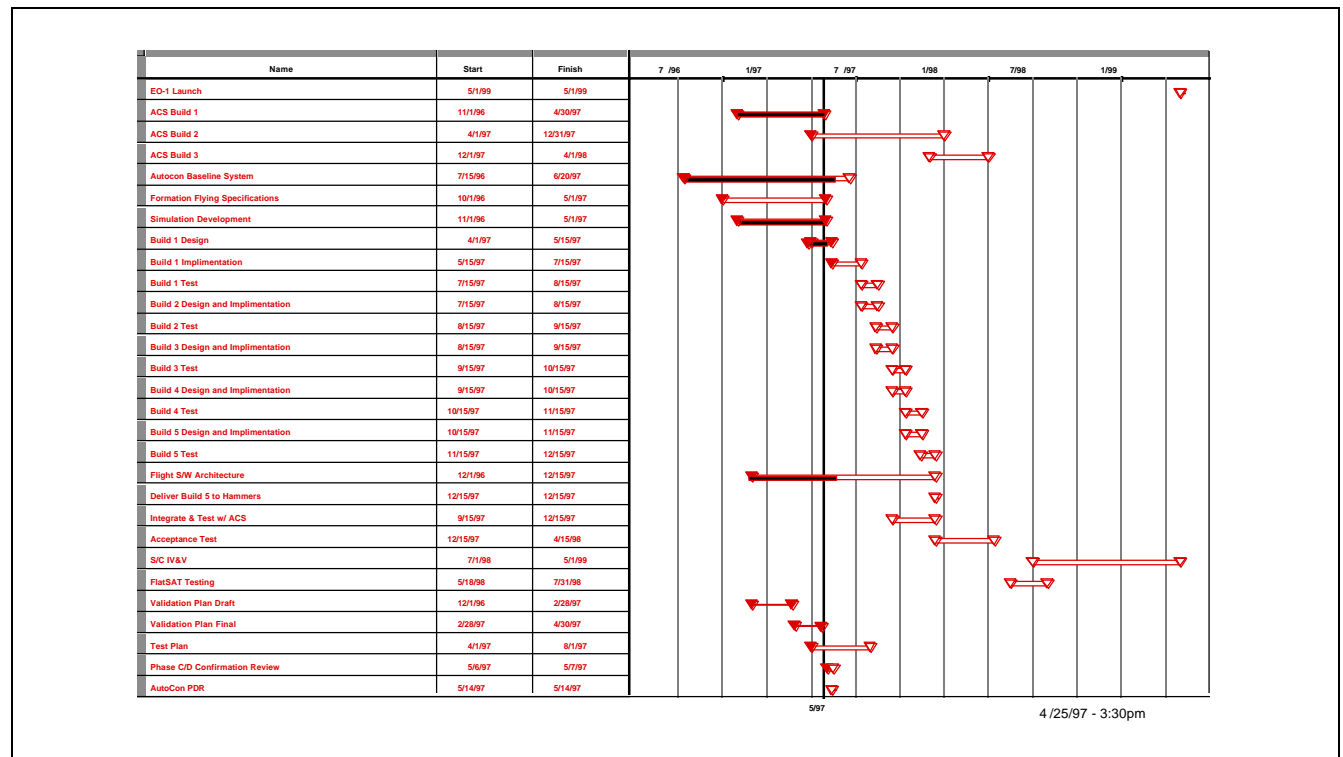 Name Start Finish 7 /96 1/97 7 /97 1/98 7/98 1/99
EO-1 Launch 5/1/99 5/1/99
ACS Build 1 11/1/96 4/30/97
ACS Build 2 4/1/97 12/31/97
ACS Build 3 12/1/97 4/1/98
Autocon Baseline System 7/15/96 6/20/97
Formation Flying Specifications 10/1/96 5/1/97
Simulation Development 11/1/96 5/1/97
Build 1 Design 4/1/97 5/15/97
Build 1 Implimentation 5/15/97 7/15/97
Build 1 Test 7/15/97 8/15/97
Build 2 Design and Implimentation 7/15/97 8/15/97
Build 2 Test 8/15/97 9/15/97
Build 3 Design and Implimentation 8/15/97 9/15/97
Build 3 Test 9/15/97 10/15/97
Build 4 Design and Implimentation 9/15/97 10/15/97
Build 4 Test 10/15/97 11/15/97
Build 5 Design and Implimentation 10/15/97 11/15/97
Build 5 Test 11/15/97 12/15/97
Flight S/W Architecture 12/1/96 12/15/97
Deliver Build 5 to Hammers 12/15/97 12/15/97
Integrate & Test w/ ACS 9/15/97 12/15/97
Acceptance Test 12/15/97 4/15/98
S/C IV&V 7/1/98 5/1/99
FlatSAT Testing 5/18/98 7/31/98
Validation Plan Draft 12/1/96 2/28/97
Validation Plan Final 2/28/97 4/30/97
Test Plan 4/1/97 8/1/97
Phase C/D Confirmation Review 5/6/97 5/7/97
AutoCon PDR 5/14/97 5/14/97
5/97
4 /25/97 - 3:30pm